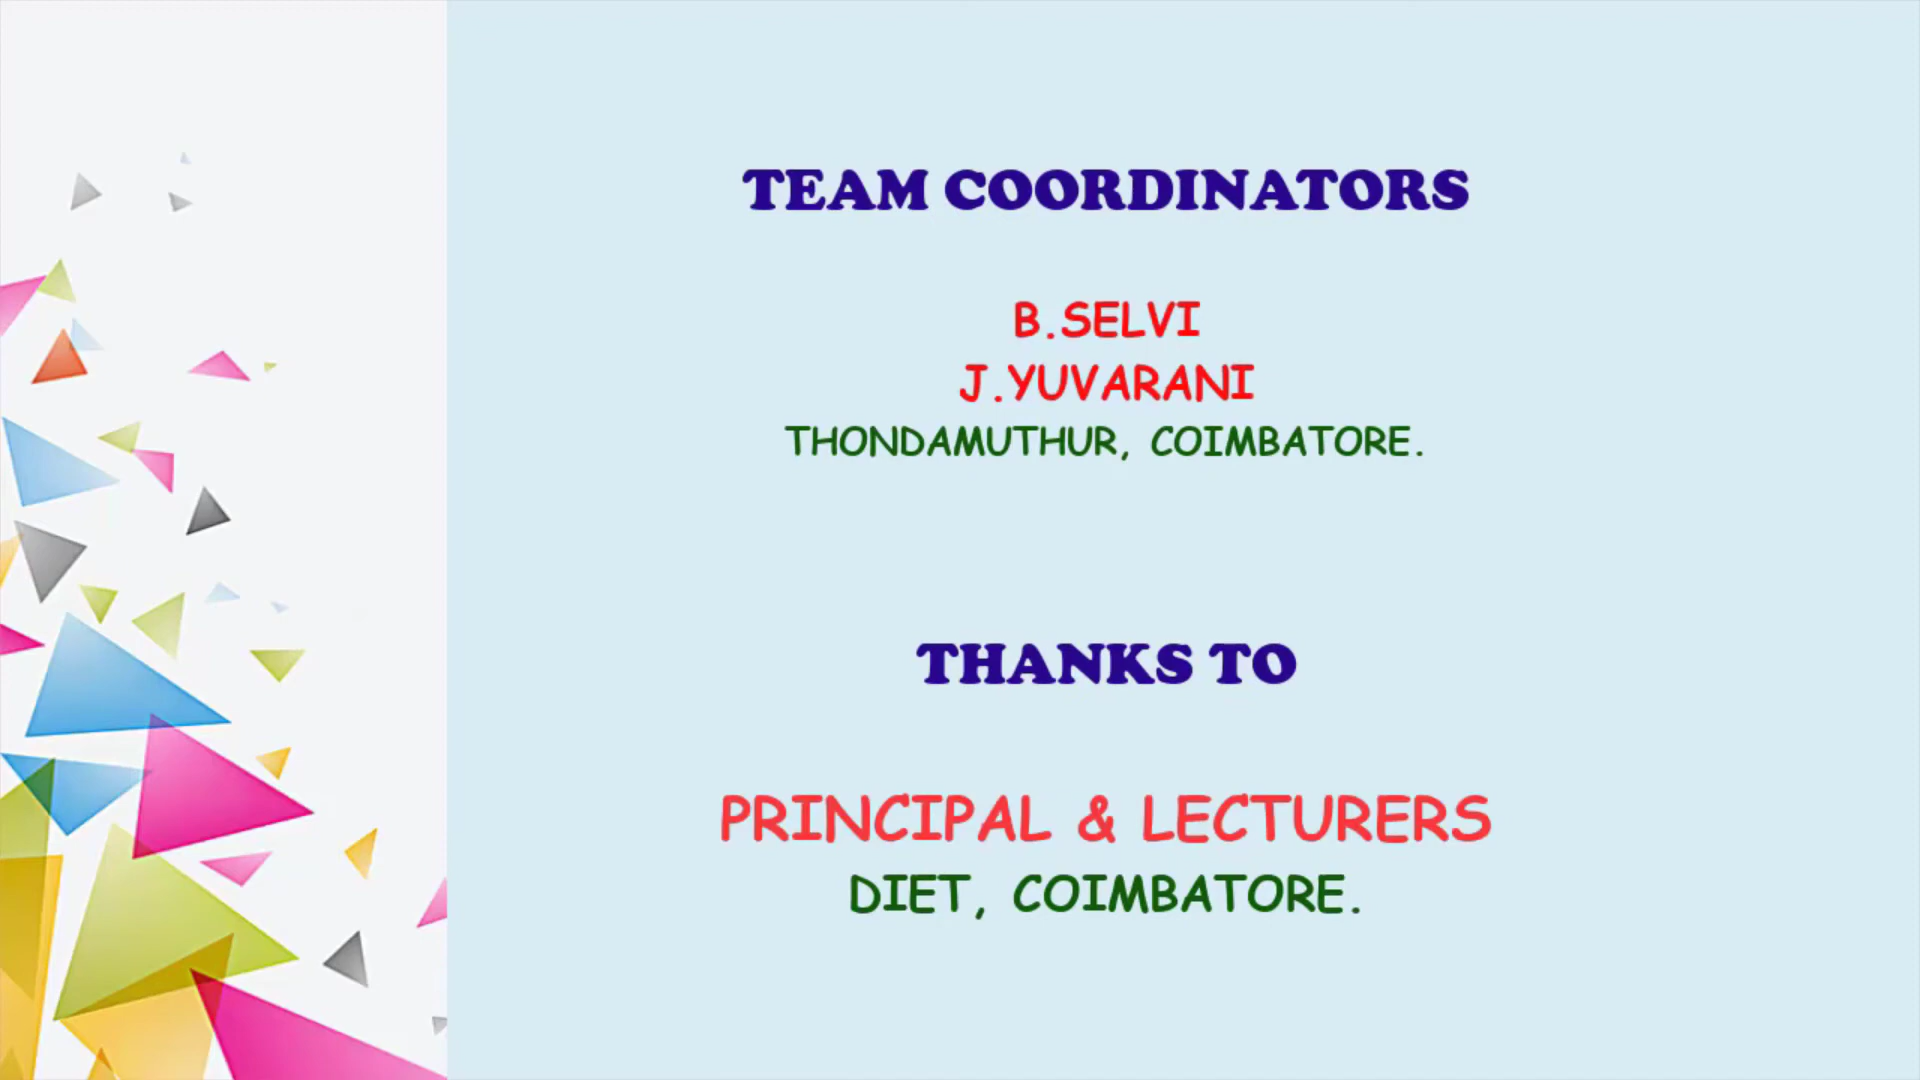 TEAM COORDINATORS
B.SELVI
J.YUVARANI
THONDAMUTHUR, COIMBATORE.
THANKS TO
PRINCIPAL & LECTURERS
DIET, COIMBATORE.